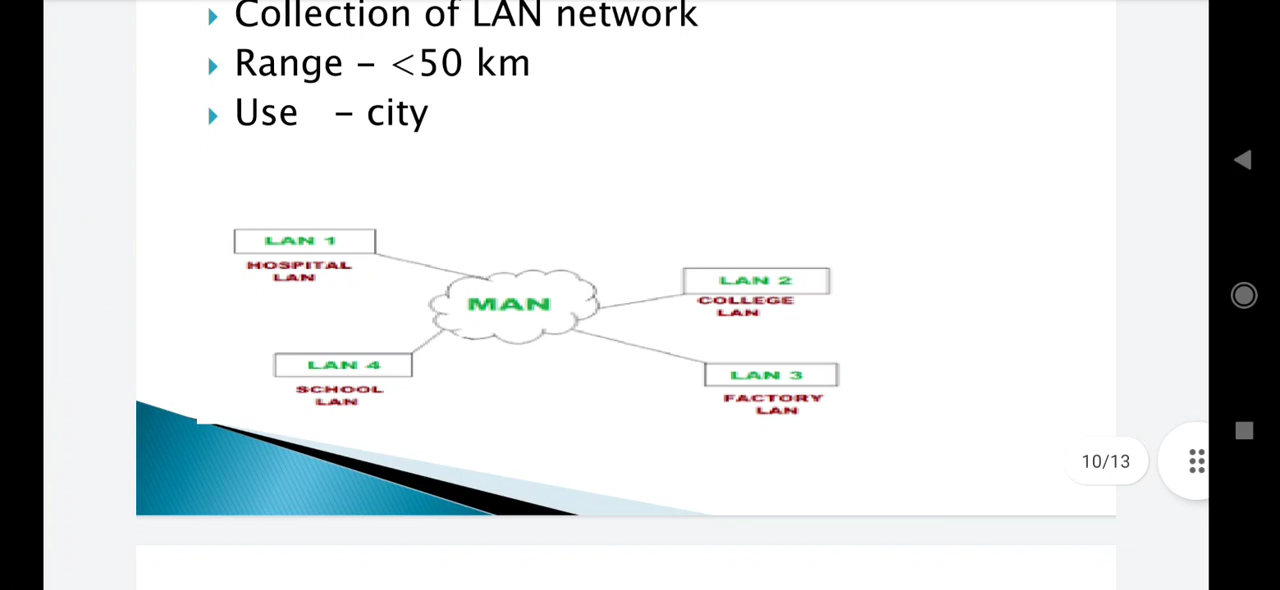 Collection of LAN network
Range – <50 km
Use – city
LAN 1
HOSPITAL
LAN
MAN
LAN 2
COLLEGE
LAN
LAN 4
SCHOOL
LAN
LAN 3
FACTORY
LAN
10/13